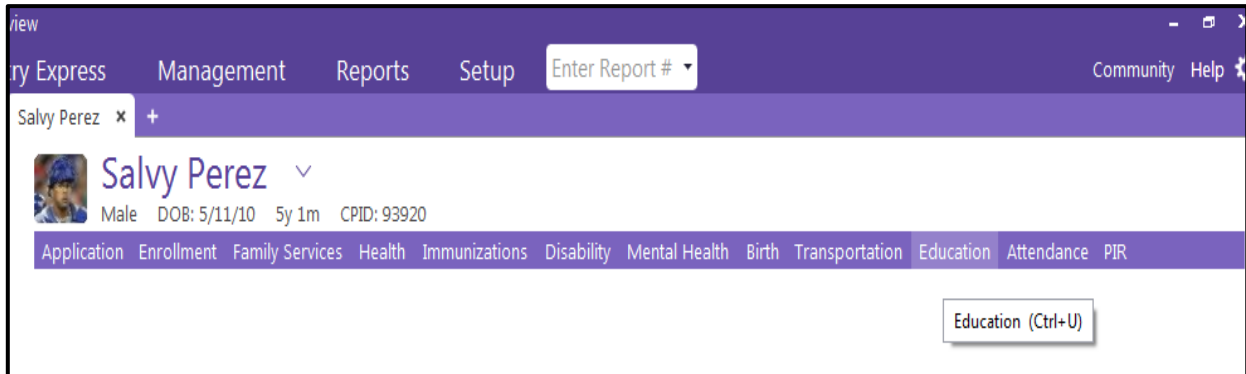 view
ry Express Management Reports Setup Enter Report # Community Help
Salvy Perez × +
Salvy Perez
Male DOB: 5/11/10 5y 1m CPID: 93920
Application Enrollment Family Services Health Immunizations Disability Mental Health Birth Transportation Education Attendance PIR
Education (Ctrl+U)